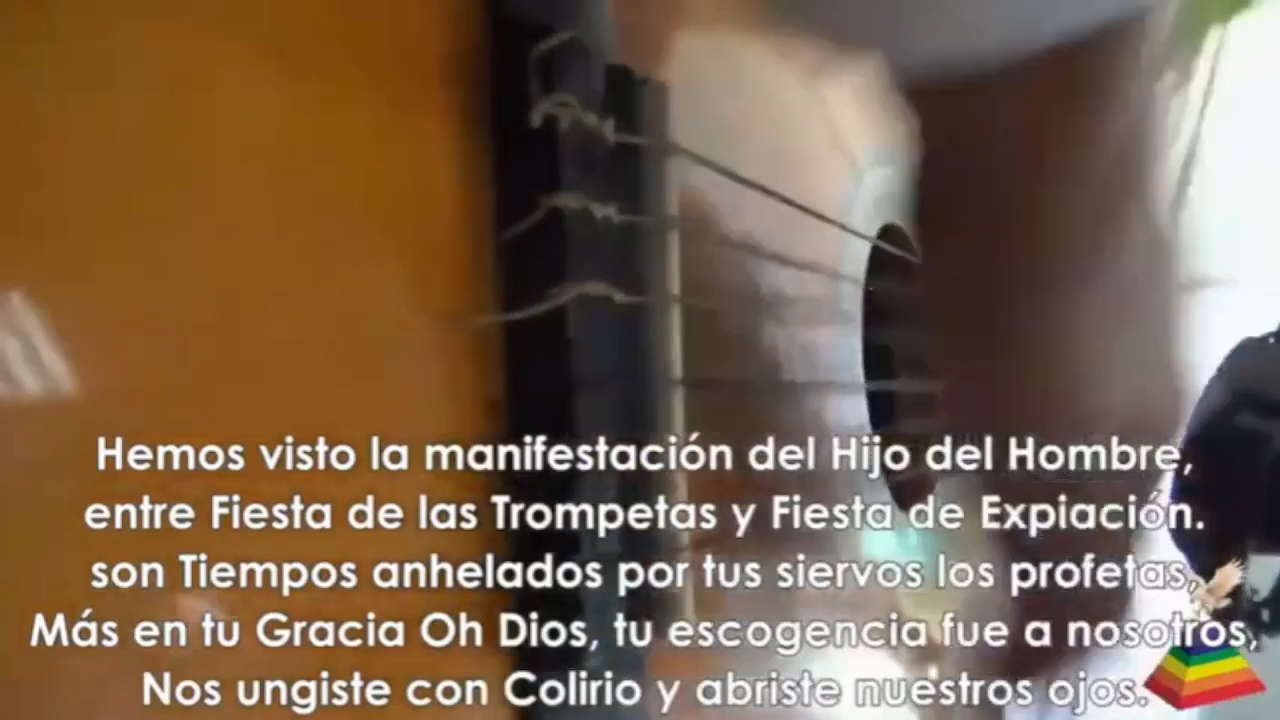 Hemos visto la manifestación del Hijo del Hombre,
entre Fiesta de las Trompetas y Fiesta de Expiación.
son Tiempos anhelados por tus siervos los profetas,
Más en tu Gracia Oh Dios, tu escogencia fue a nosotros,
Nos ungiste con Colirio y abriste nuestros ojos.